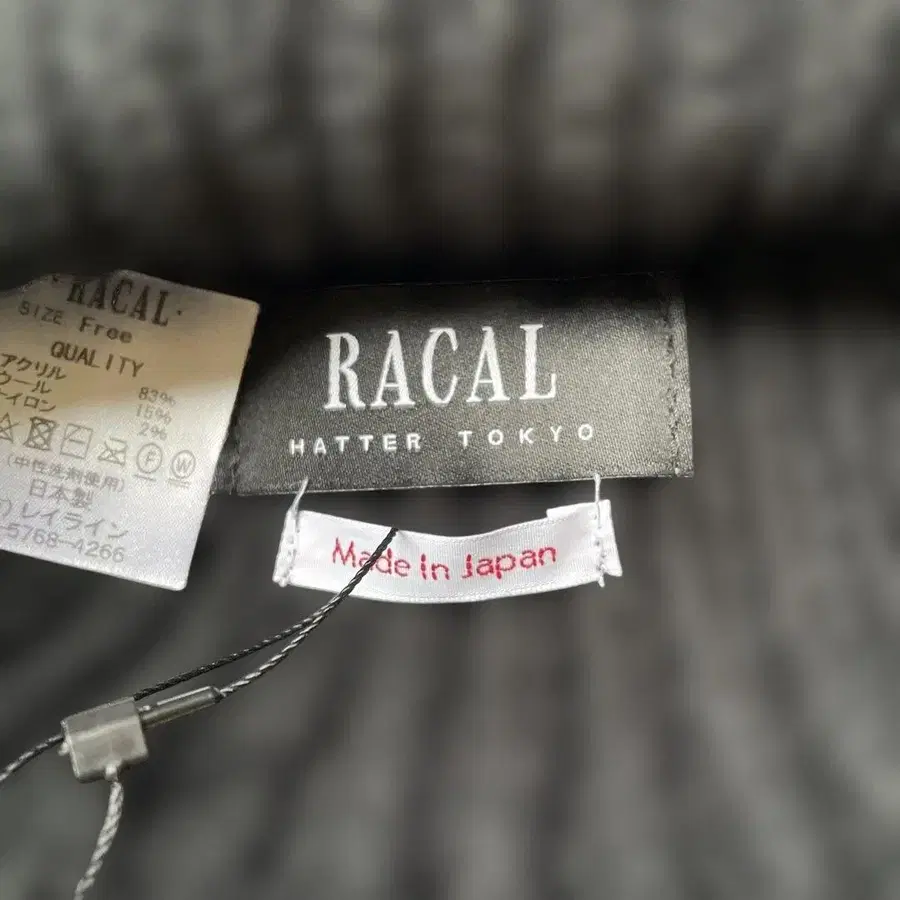 RACAL
SIZE Free
QUALITY
アクリル 83%
ウール 15%
イロン 2%
F W
(中性洗剤使用)
日本製
レイライン
5768-4266
RACAL
HATTER TOKYO
Made In Japan